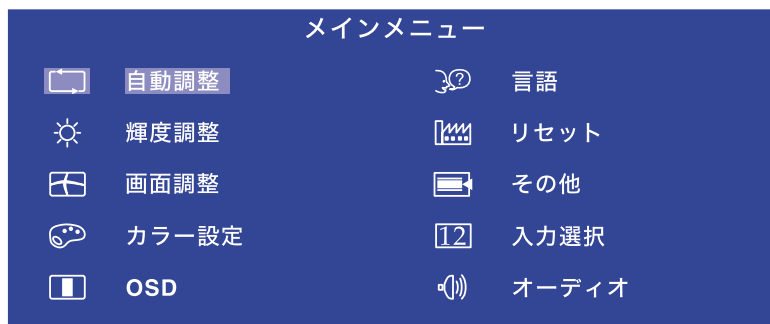 メインメニュー
自動調整
輝度調整
画面調整
カラー設定
OSD
言語
リセット
その他
12 入力選択
オーディオ